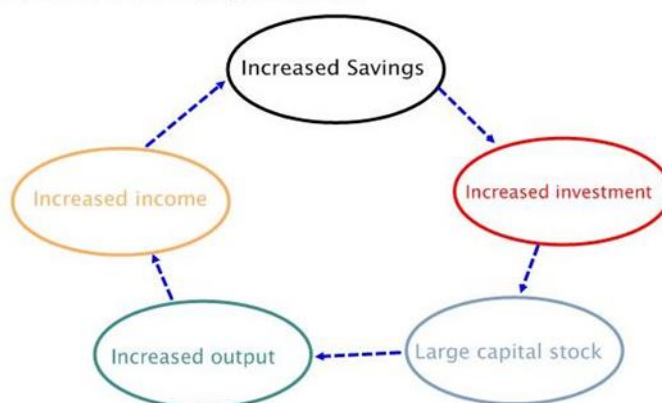 Increased Savings
Increased income
Increased investment
Increased output
Large capital stock